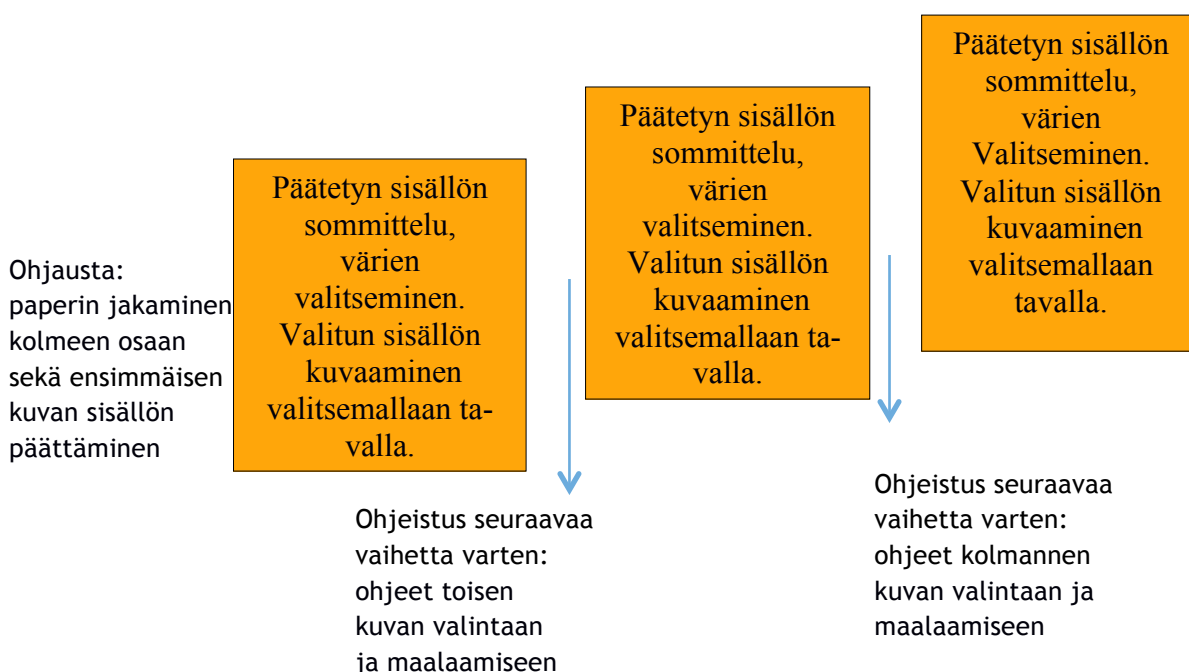 Ohjausta:
paperin jakaminen
kolmeen osaan
sekä ensimmäisen
kuvan sisällön
päättäminen
Päätetyn sisällön
sommittelu,
värien
valitseminen.
Valitun sisällön
kuvaaminen
valitsemallaan ta-
valla.
Ohjeistus seuraavaa
vaihetta varten:
ohjeet toisen
kuvan valintaan
ja maalaamiseen
Päätetyn sisällön
sommittelu,
värien
valitseminen.
Valitun sisällön
kuvaaminen
valitsemallaan ta-
valla.
Ohjeistus seuraavaa
vaihetta varten:
ohjeet kolmannen
kuvan valintaan ja
maalaamiseen
Päätetyn sisällön
sommittelu,
värien
Valitseminen.
Valitun sisällön
kuvaaminen
valitsemallaan
tavalla.